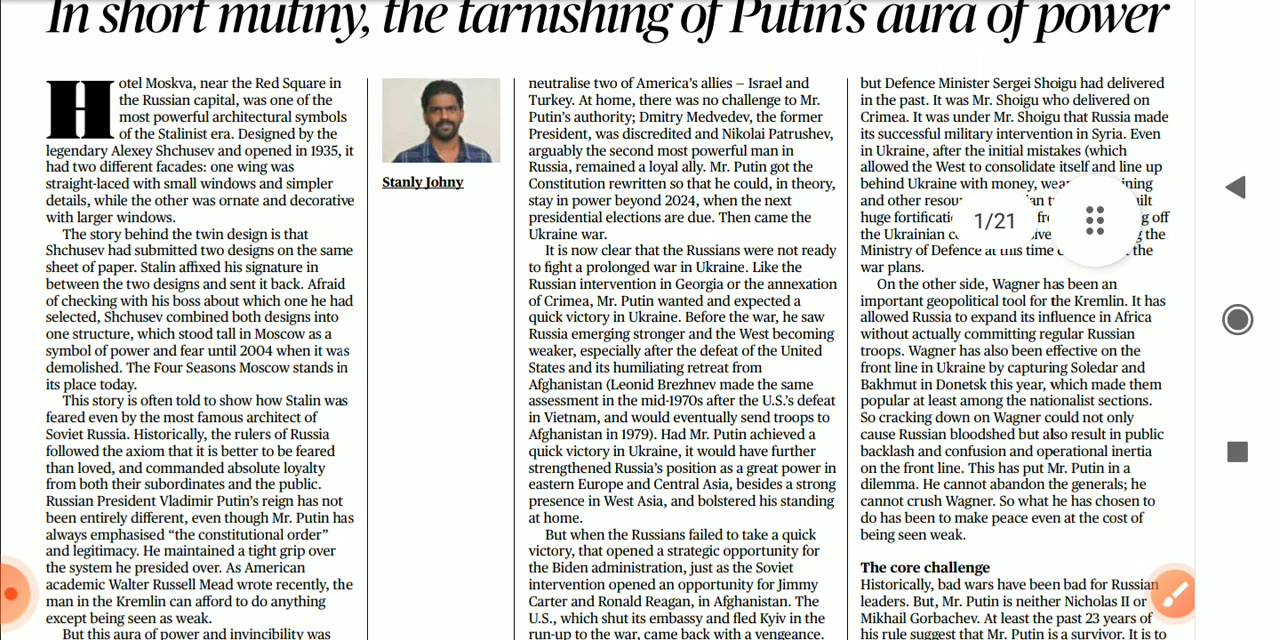 In short mutiny, the tarnishing of Putin's aura of power
Hotel Moskva, near the Red Square in
the Russian capital, was one of the
most powerful architectural symbols
of the Stalinist era. Designed by the
legendary Alexey Shchusev and opened in 1935, it
had two different facades: one wing was
straight-laced with small windows and simpler
details, while the other was ornate and decorative
with larger windows.
The story behind the twin design is that
Shchusev had submitted two designs on the same
sheet of paper. Stalin affixed his signature in
between the two designs and sent it back. Afraid
of checking with his boss about which one he had
selected, Shchusev combined both designs into
one structure, which stood tall in Moscow as a
symbol of power and fear until 2004 when it was
demolished. The Four Seasons Moscow stands in
its place today.
This story is often told to show how Stalin was
feared even by the most famous architect of
Soviet Russia. Historically, the rulers of Russia
followed the axiom that it is better to be feared
than loved, and commanded absolute loyalty
from both their subordinates and the public.
Russian President Vladimir Putin's reign has not
been entirely different, even though Mr. Putin has
always emphasised “the constitutional order”
and legitimacy. He maintained a tight grip over
the system he presided over. As American
academic Walter Russell Mead wrote recently, the
man in the Kremlin can afford to do anything
except being seen as weak.
But this aura of power and invincibility was
Stanly Johny
neutralise two of America's allies – Israel and
Turkey. At home, there was no challenge to Mr.
Putin's authority; Dmitry Medvedev, the former
President, was discredited and Nikolai Patrushev,
arguably the second most powerful man in
Russia, remained a loyal ally. Mr. Putin got the
Constitution rewritten so that he could, in theory,
stay in power beyond 2024, when the next
presidential elections are due. Then came the
Ukraine war.
It is now clear that the Russians were not ready
to fight a prolonged war in Ukraine. Like the
Russian intervention in Georgia or the annexation
of Crimea, Mr. Putin wanted and expected a
quick victory in Ukraine. Before the war, he saw
Russia emerging stronger and the West becoming
weaker, especially after the defeat of the United
States and its humiliating retreat from
Afghanistan (Leonid Brezhnev made the same
assessment in the mid-1970s after the U.S.'s defeat
in Vietnam, and would eventually send troops to
Afghanistan in 1979). Had Mr. Putin achieved a
quick victory in Ukraine, it would have further
strengthened Russia's position as a great power in
eastern Europe and Central Asia, besides a strong
presence in West Asia, and bolstered his standing
at home.
But when the Russians failed to take a quick
victory, that opened a strategic opportunity for
the Biden administration, just as the Soviet
intervention opened an opportunity for Jimmy
Carter and Ronald Reagan, in Afghanistan. The
U.S., which shut its embassy and fled Kyiv in the
run-up to the war, came back with a vengeance.
but Defence Minister Sergei Shoigu had delivered
in the past. It was Mr. Shoigu who delivered on
Crimea. It was under Mr. Shoigu that Russia made
its successful military intervention in Syria. Even
in Ukraine, after the initial mistakes (which
allowed the West to consolidate itself and line up
behind Ukraine with money,
and other
huge off
the Ukrainian the
Ministry of Defence at this time the
war plans.
1/21
On the other side, Wagner has been an
important geopolitical tool for the Kremlin. It has
allowed Russia to expand its influence in Africa
without actually committing regular Russian
troops. Wagner has also been effective on the
front line in Ukraine by capturing Soledar and
Bakhmut in Donetsk this year, which made them
popular at least among the nationalist sections.
So cracking down on Wagner could not only
cause Russian bloodshed but also result in public
backlash and confusion and operational inertia
on the front line. This has put Mr. Putin in a
dilemma. He cannot abandon the generals; he
cannot crush Wagner. So what he has chosen to
do has been to make peace even at the cost of
being seen weak.
The core challenge
Historically, bad wars have been bad for Russian
leaders. But, Mr. Putin is neither Nicholas II or
Mikhail Gorbachev. At least the past 23 years of
his rule suggest that Mr. Putin is a survivor. It is to